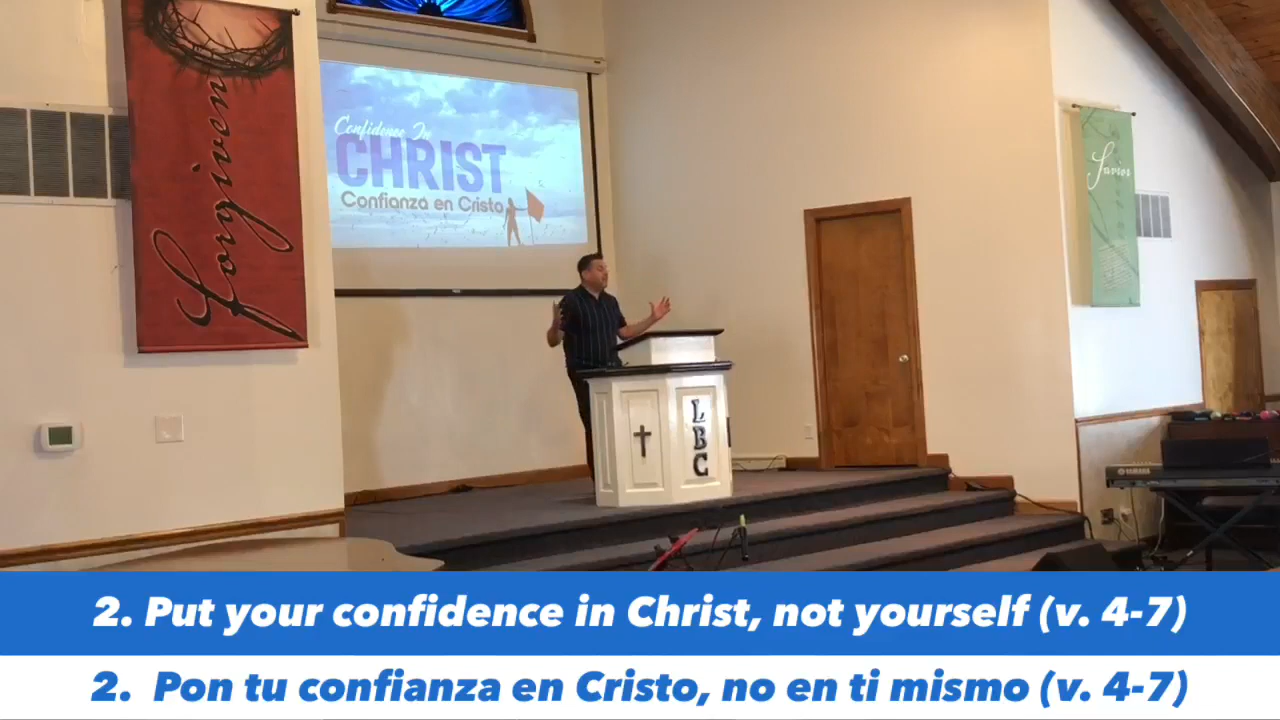 Forgiven
Confidence In
CHRIST
Confianza en Cristo
Savior
LBC
YAMAHA
2. Put your confidence in Christ, not yourself (v. 4-7)
2. Pon tu confianza en Cristo, no en ti mismo (v. 4-7)